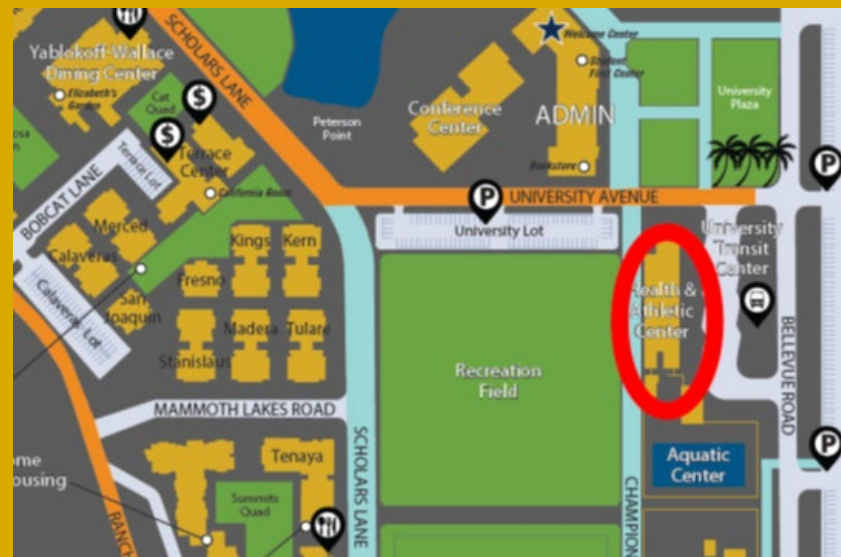 Yablokoff-Wallace
Dining Center
Elizabeth's
Garden
Cat
Quad
$
$
SCHOLARS LANE
Terrace Lot
Terrace
Center
California Room
BOBCAT LANE
Merced
Calaveras
Calaveras Lot
San
Joaquin
Fresno
Kings
Kern
Madera
Tulare
Stanislaus
MAMMOTH LAKES ROAD
Tenaya
Summits
Quad
ousing
RANCH
SCHOLARS LANE
Peterson
Point
Conference
Center
Welcome Center
Student
First Center
ADMIN
Bookstore
University
Plaza
P
P
UNIVERSITY AVENUE
University Lot
University
Transit
Center
Health &
Athletic
Center
Recreation
Field
BELLEVUE ROAD
P
Aquatic
Center
CHAMPION